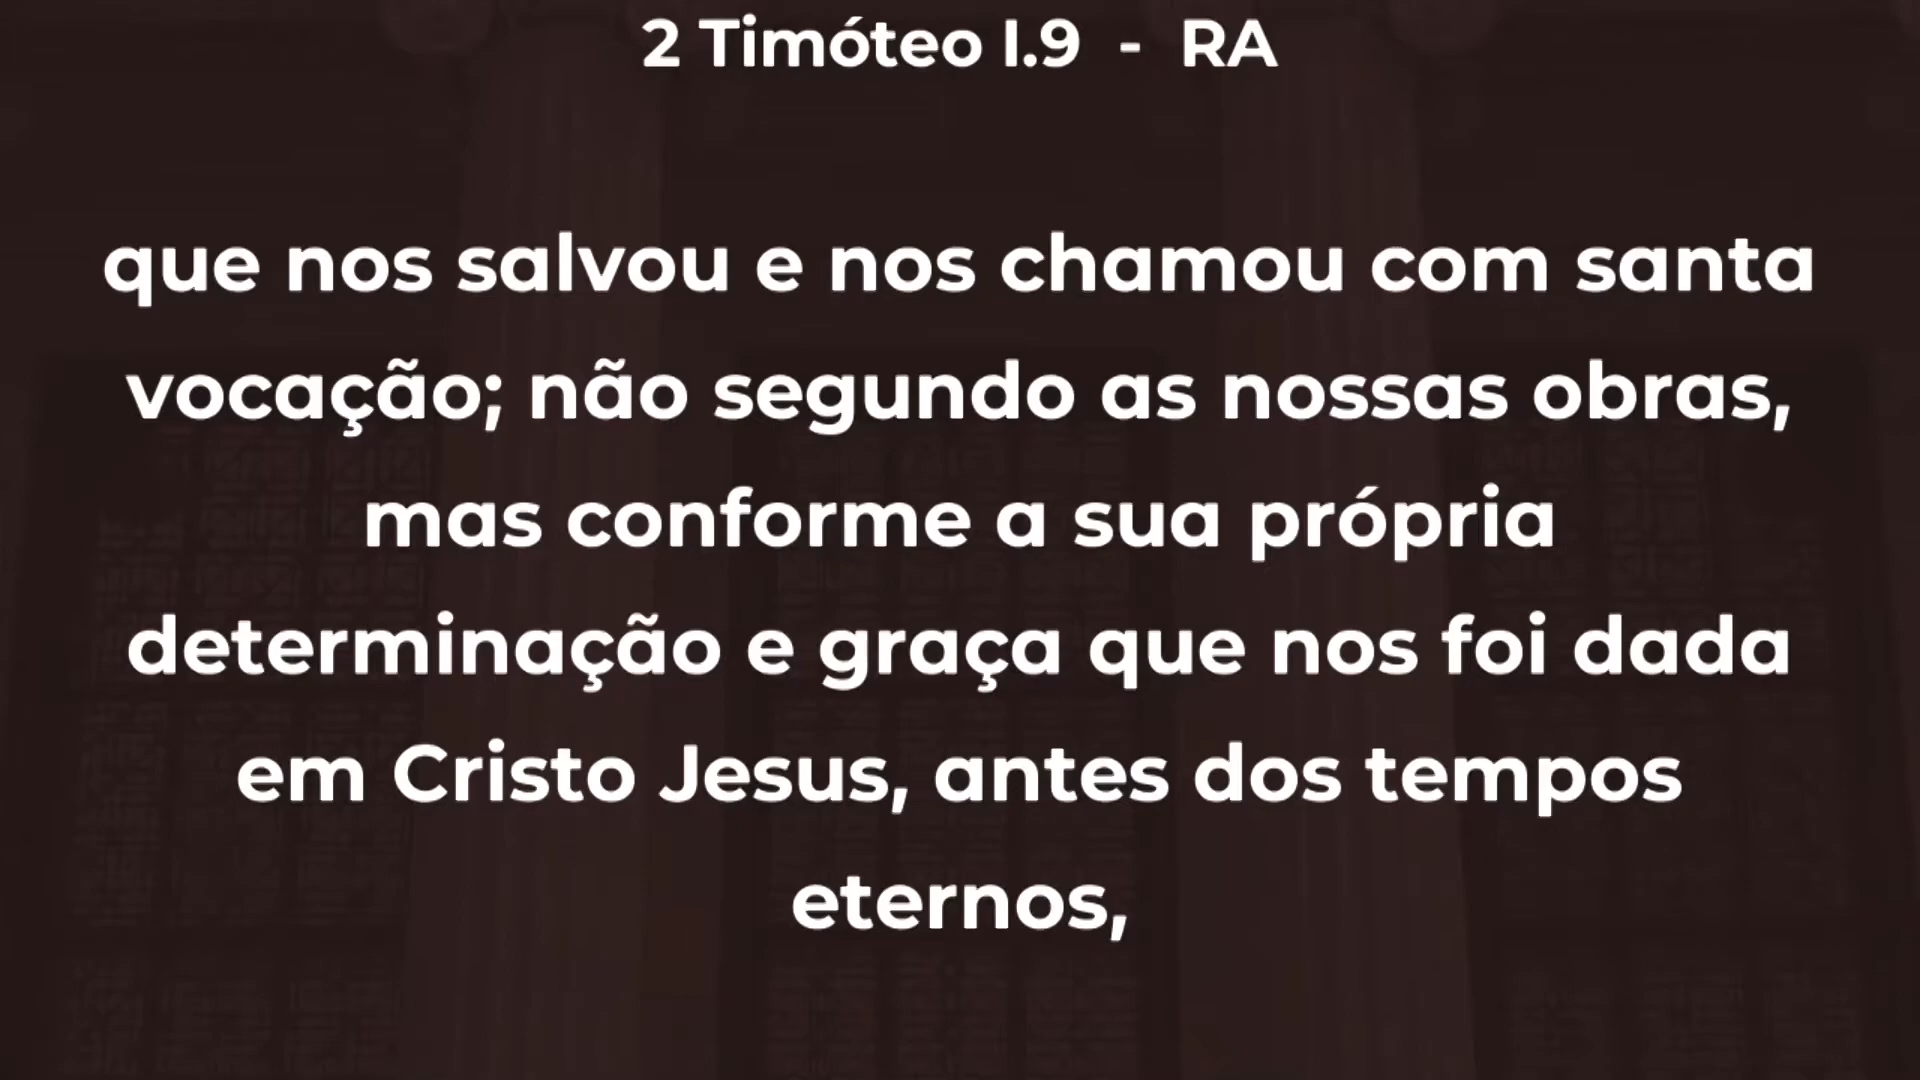 2 Timóteo I.9 - RA
que nos salvou e nos chamou com santa
vocação; não segundo as nossas obras,
mas conforme a sua própria
determinação e graça que nos foi dada
em Cristo Jesus, antes dos tempos
eternos,